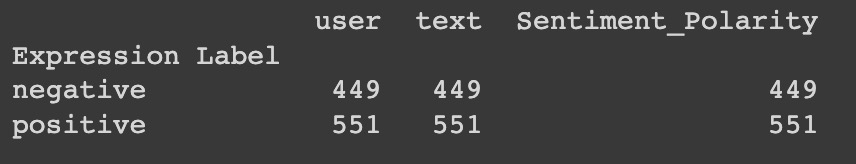 user text Sentiment_Polarity
Expression Label
negative 449 449 449
positive 551 551 551